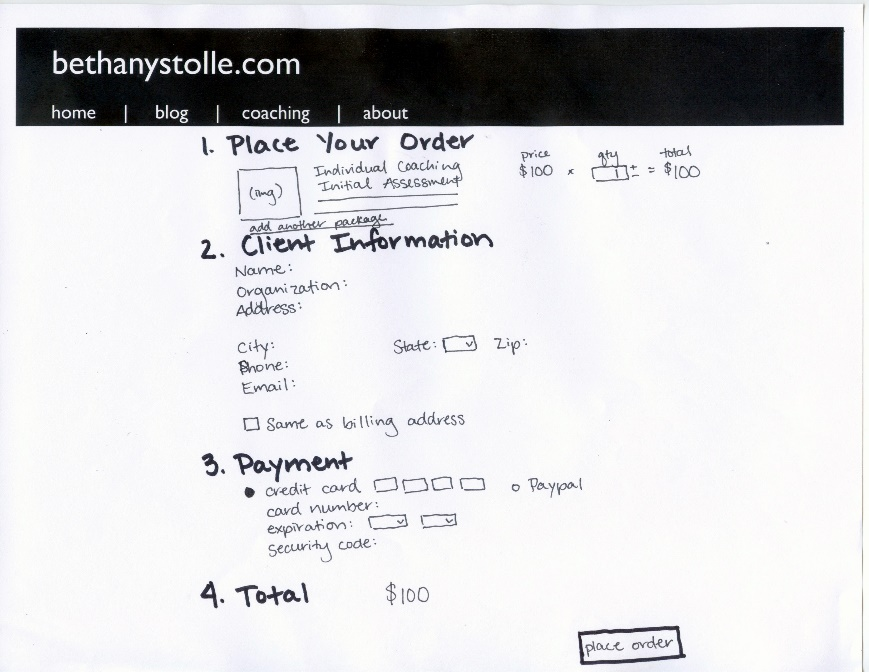 bethanystolle.com
home | blog | coaching | about
1. Place Your Order
price qty total
Individual Coaching $100 x 1 +- = $100
(img) Initial Assessment
add another package
2. Client Information
Name:
Organization:
Address:
City: State: Zip:
Phone:
Email:
Same as billing address
3. Payment
credit card Paypal
card number:
expiration:
security code:
4. Total $100
place order